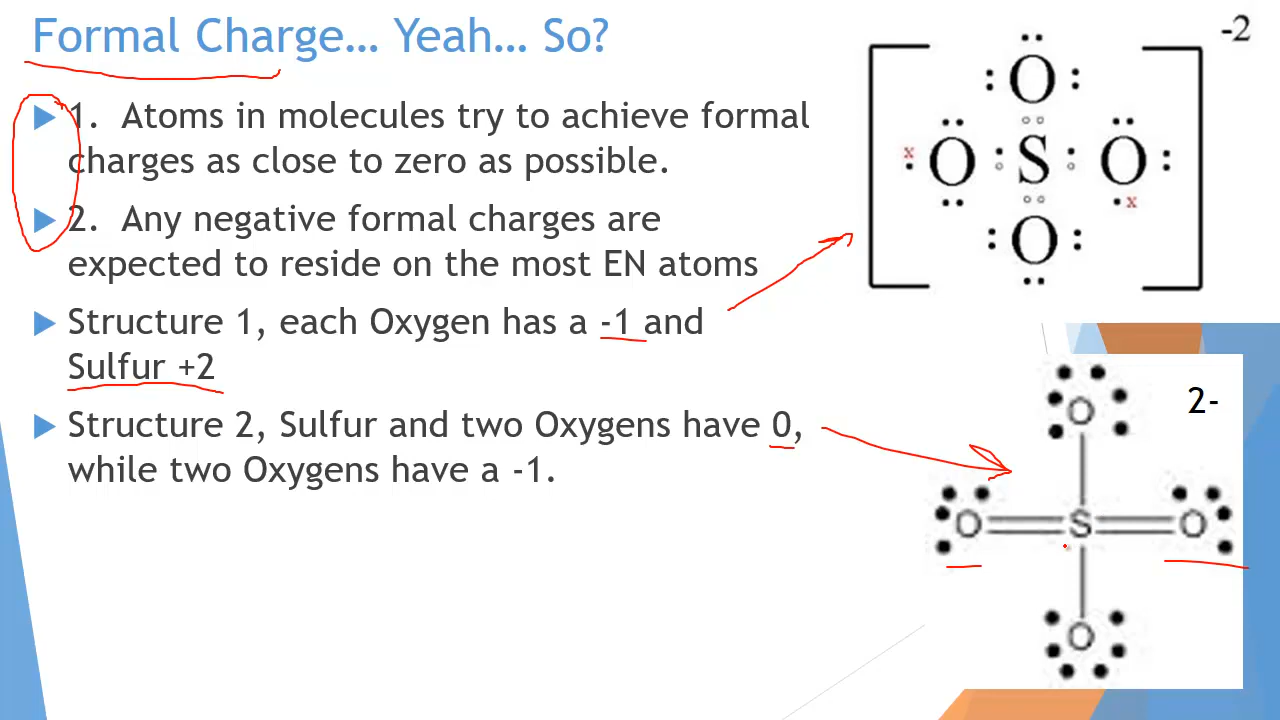 Formal Charge... Yeah... So?
1. Atoms in molecules try to achieve formal
charges as close to zero as possible.
2. Any negative formal charges are
expected to reside on the most EN atoms
Structure 1, each Oxygen has a -1 and
Sulfur +2
Structure 2, Sulfur and two Oxygens have 0,
while two Oxygens have a -1.
-2
O
x
O S O
x
O
2-
O
O S O
O